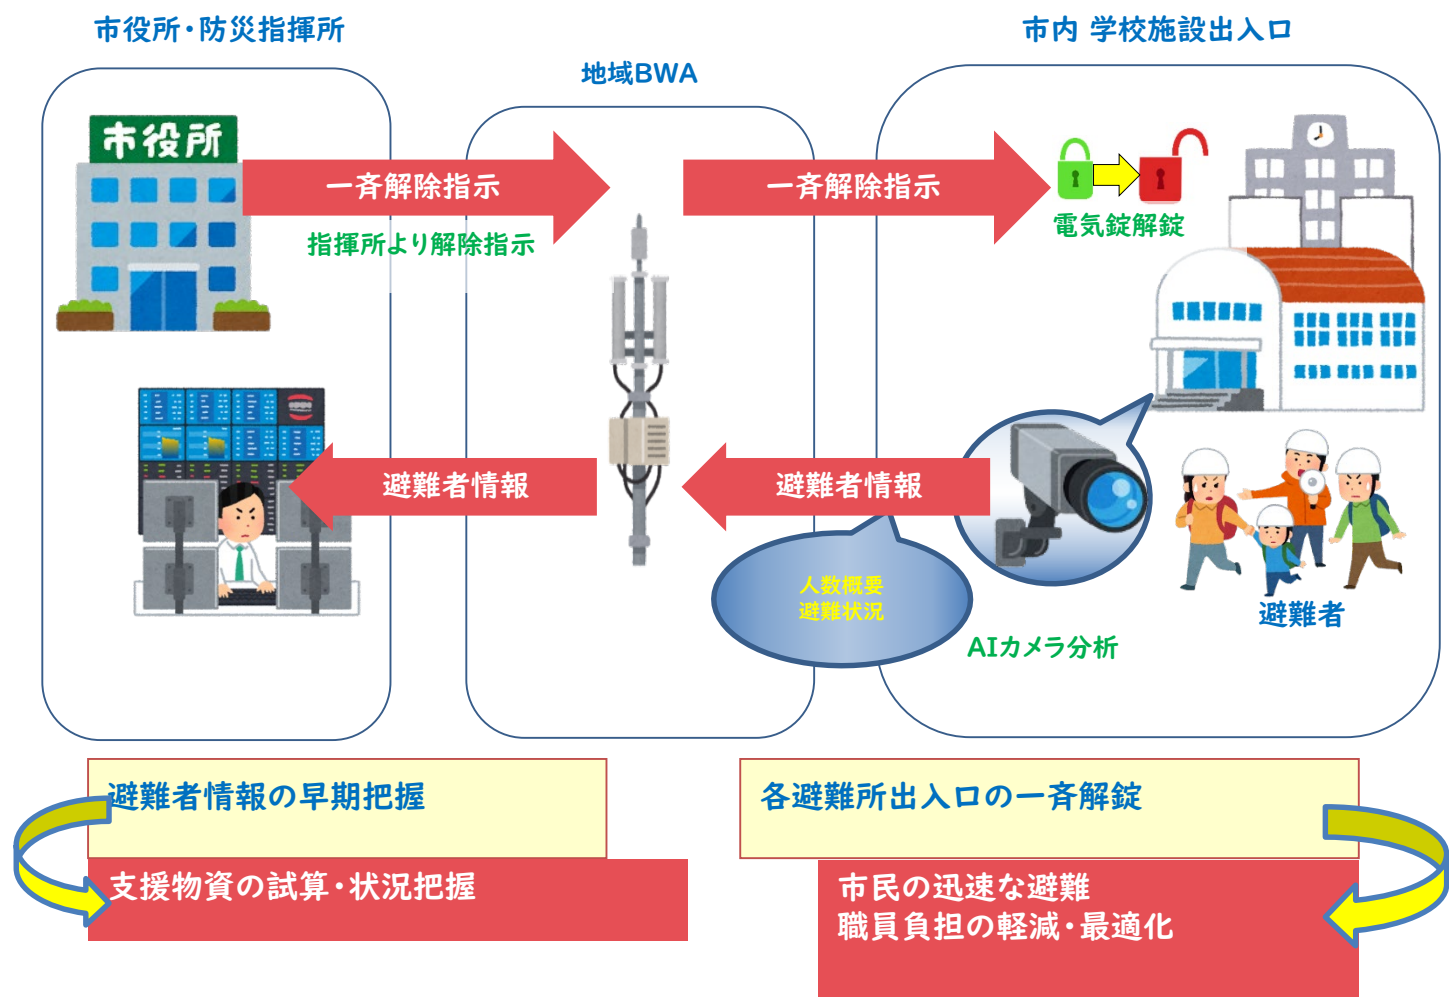 市役所・防災指揮所
地域BWA
市内 学校施設出入口
市役所
一斉解除指示
指揮所より解除指示
一斉解除指示
電気錠解錠
避難者情報
避難者情報
人数概要
避難状況
AIカメラ分析
避難者
避難者情報の早期把握
支援物資の試算・状況把握
各避難所出入口の一斉解錠
市民の迅速な避難
職員負担の軽減・最適化